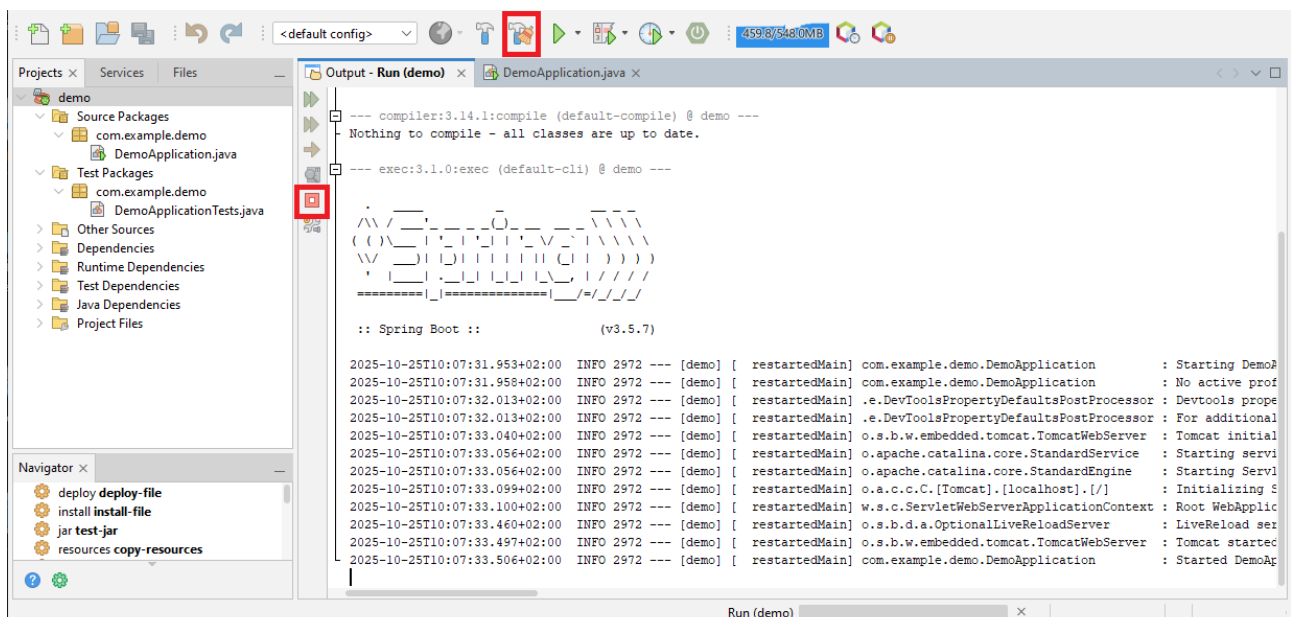 <default config>
459.8/548.0MB
Projects
Services
Files
demo
Source Packages
com.example.demo
DemoApplication.java
Test Packages
com.example.demo
DemoApplicationTests.java
Other Sources
Dependencies
Runtime Dependencies
Test Dependencies
Java Dependencies
Project Files
Navigator
deploy deploy-file
install install-file
jar test-jar
resources copy-resources
Output - Run (demo)
DemoApplication.java
--- compiler:3.14.1:compile (default-compile) @ demo ---
Nothing to compile - all classes are up to date.
--- exec:3.1.0:exec (default-cli) @ demo ---
Spring
:: Spring Boot :: (v3.5.7)
2025-10-25T10:07:31.953+02:00 INFO 2972 --- [demo] [ restartedMain] com.example.demo.DemoApplication : Starting DemoA
2025-10-25T10:07:31.958+02:00 INFO 2972 --- [demo] [ restartedMain] com.example.demo.DemoApplication : No active prof
2025-10-25T10:07:32.013+02:00 INFO 2972 --- [demo] [ restartedMain] .e.DevToolsPropertyDefaultsPostProcessor : Devtools prope
2025-10-25T10:07:32.013+02:00 INFO 2972 --- [demo] [ restartedMain] .e.DevToolsPropertyDefaultsPostProcessor : For additional
2025-10-25T10:07:33.040+02:00 INFO 2972 --- [demo] [ restartedMain] o.s.b.w.embedded.tomcat.TomcatWebServer : Tomcat initial
2025-10-25T10:07:33.056+02:00 INFO 2972 --- [demo] [ restartedMain] o.apache.catalina.core.StandardService : Starting servi
2025-10-25T10:07:33.056+02:00 INFO 2972 --- [demo] [ restartedMain] o.apache.catalina.core.StandardEngine : Starting Servl
2025-10-25T10:07:33.099+02:00 INFO 2972 --- [demo] [ restartedMain] o.a.c.c.C.[Tomcat].[localhost].[/] : Initializing S
2025-10-25T10:07:33.100+02:00 INFO 2972 --- [demo] [ restartedMain] w.s.c.ServletWebServerApplicationContext : Root WebApplic
2025-10-25T10:07:33.460+02:00 INFO 2972 --- [demo] [ restartedMain] o.s.b.d.a.OptionalLiveReloadServer : LiveReload ser
2025-10-25T10:07:33.497+02:00 INFO 2972 --- [demo] [ restartedMain] o.s.b.w.embedded.tomcat.TomcatWebServer : Tomcat started
2025-10-25T10:07:33.506+02:00 INFO 2972 --- [demo] [ restartedMain] com.example.demo.DemoApplication : Started DemoAp
Run (demo)